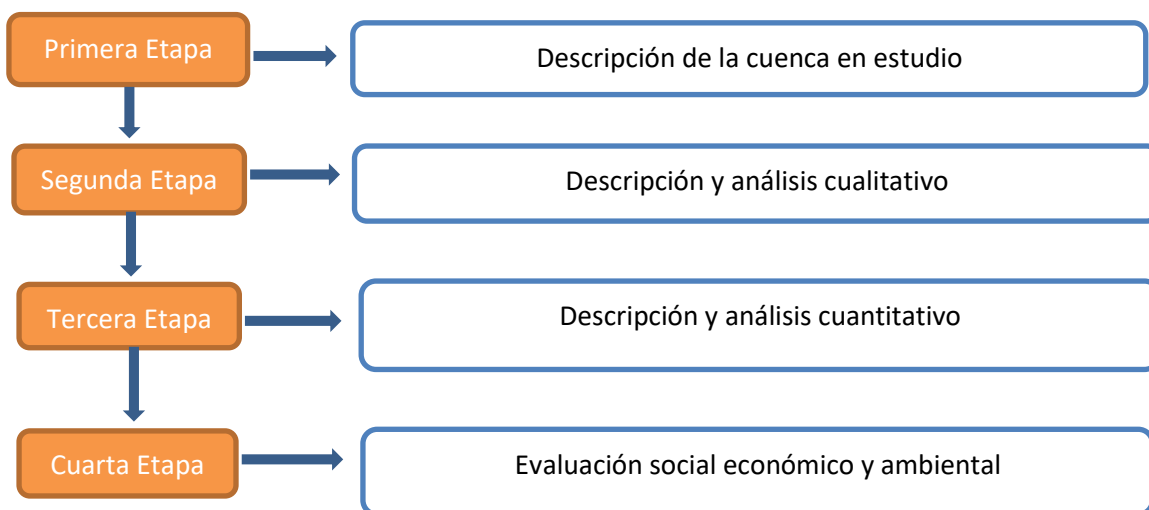 Primera Etapa
Descripción de la cuenca en estudio
Segunda Etapa
Descripción y análisis cualitativo
Tercera Etapa
Descripción y análisis cuantitativo
Cuarta Etapa
Evaluación social económico y ambiental